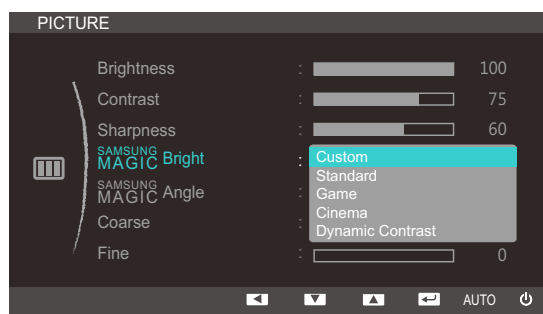 PICTURE
Brightness : 100
Contrast : 75
Sharpness : 60
SAMSUNG MAGIC Bright : Custom
Standard
SAMSUNG MAGIC Angle : Game
Cinema
Coarse : Dynamic Contrast
Fine : 0
AUTO